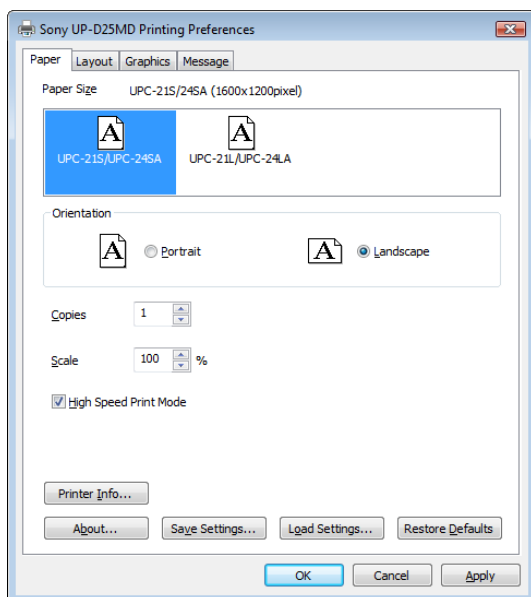 Sony UP-D25MD Printing Preferences
Paper Layout Graphics Message
Paper Size UPC-21S/24SA (1600x1200pixel)
A A
UPC-21S/UPC-24SA UPC-21L/UPC-24LA
Orientation
A Portrait A Landscape
Copies 1
Scale 100 %
High Speed Print Mode
Printer Info...
About... Save Settings... Load Settings... Restore Defaults
OK Cancel Apply